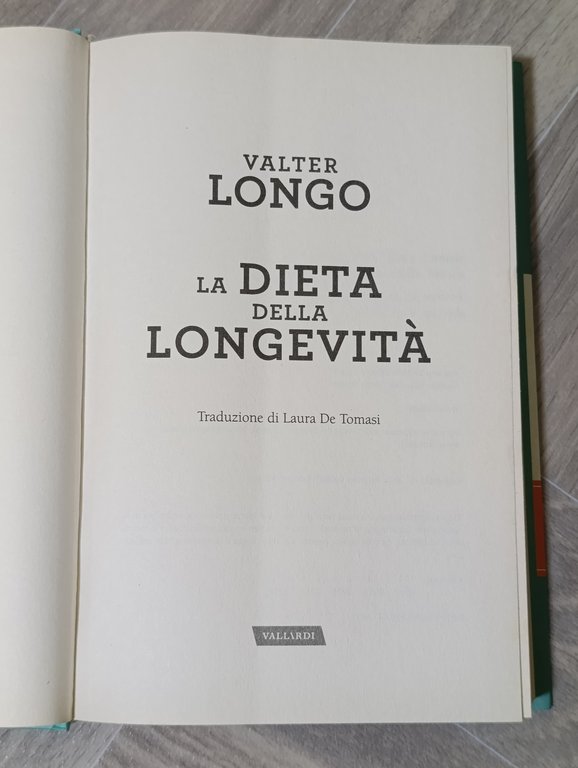 VALTER
LONGO
LA DIETA
DELLA
LONGEVITÀ
Traduzione di Laura De Tomasi
VALLARDI